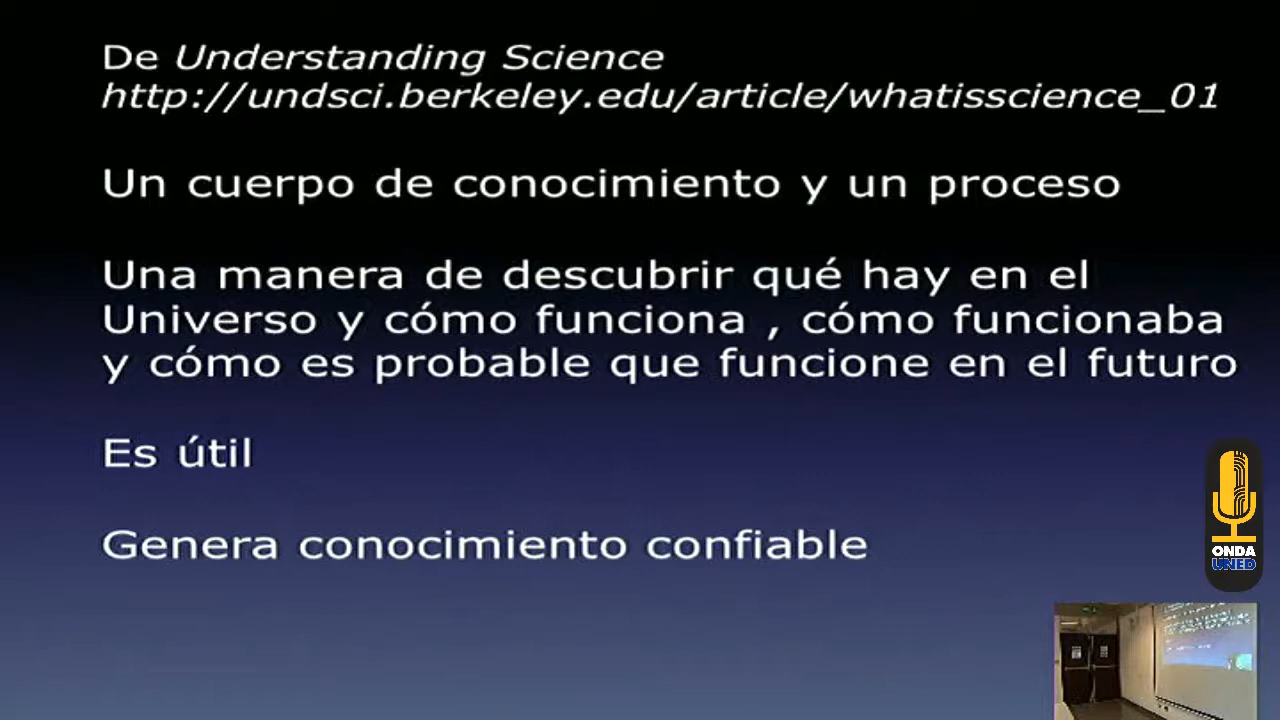 De Understanding Science
http://undsci.berkeley.edu/article/whatisscience_01
Un cuerpo de conocimiento y un proceso
Una manera de descubrir qué hay en el
Universo y cómo funciona , cómo funcionaba
y cómo es probable que funcione en el futuro
Es útil
Genera conocimiento confiable
ONDA
UNED